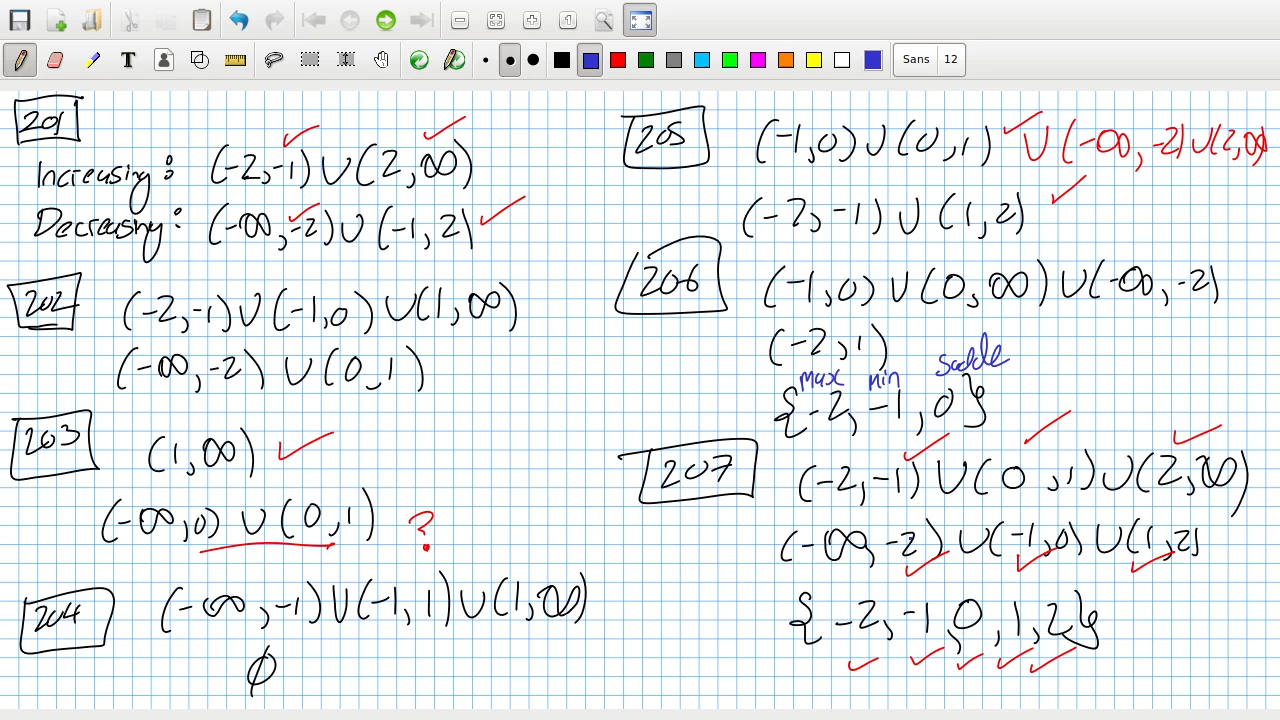 Sans 12
201
Increasing: (-2,-1)∪(2,∞)
Decreasing: (-∞,-2)∪(-1,2)
202 (-2,-1)∪(-1,0)∪(1,∞)
(-∞,-2)∪(0,1)
203 (1,∞)
(-∞,0)∪(0,1) ?
204 (-∞,-1)∪(-1,1)∪(1,∞)
∅
205 (-1,0)∪(0,1) ∪(-∞,-2)∪(2,∞)
(-2,-1)∪(1,2)
206 (-1,0)∪(0,∞)∪(-∞,-2)
(-2,1)
max min saddle
{-2,-1,0}
207 (-2,-1)∪(0,1)∪(2,∞)
(-∞,-2)∪(-1,0)∪(1,2)
{-2,-1,0,1,2}